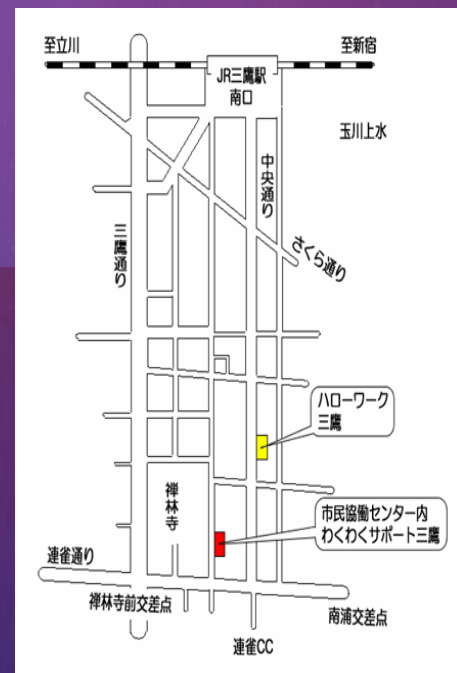 至立川
至新宿
JR三鷹駅
南口
玉川上水
中央通り
さくら通り
三鷹通り
ハローワーク
三鷹
禅林寺
市民協働センター内
わくわくサポート三鷹
連雀通り
禅林寺前交差点
南浦交差点
連雀CC